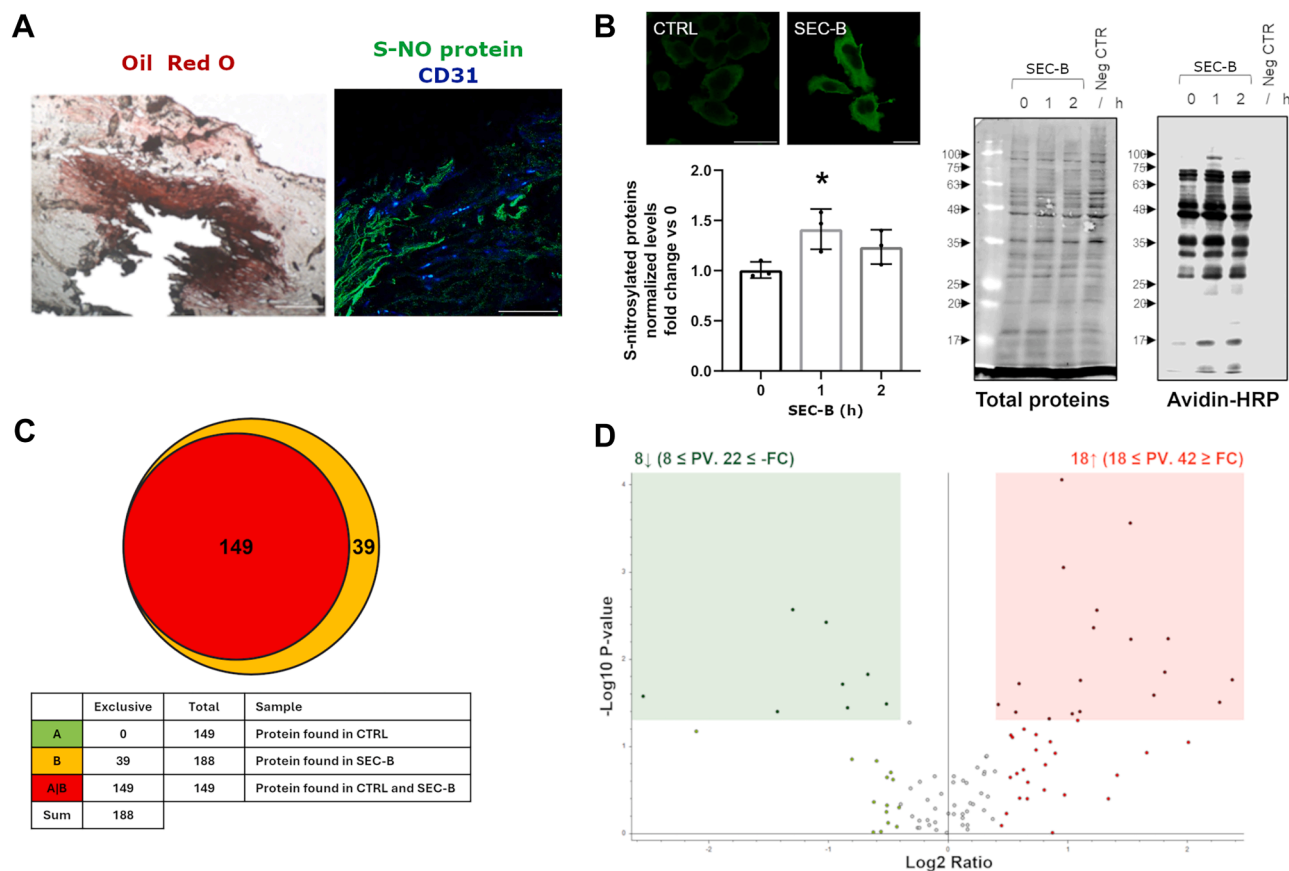 A
Oil Red O
S-NO protein
CD31
B
CTRL
SEC-B
S-nitrosylated proteins
normalized levels
fold change vs 0
2.0
1.5
1.0
0.5
0.0
*
0 1 2
SEC-B (h)
SEC-B
0 1 2 / h
Neg CTR
100
75
63
48
35
25
20
17
Total proteins
SEC-B
0 1 2 / h
Neg CTR
100
75
63
48
35
25
20
17
Avidin-HRP
C
149
39
Exclusive Total Sample
A 0 149 Protein found in CTRL
B 39 188 Protein found in SEC-B
A|B 149 149 Protein found in CTRL and SEC-B
Sum 188
D
8↓ (8 ≤ PV. 22 ≤ -FC)
18↑ (18 ≤ PV. 42 ≥ FC)
-Log10 P-value
4
3
2
1
0
-2 -1 0 1 2
Log2 Ratio